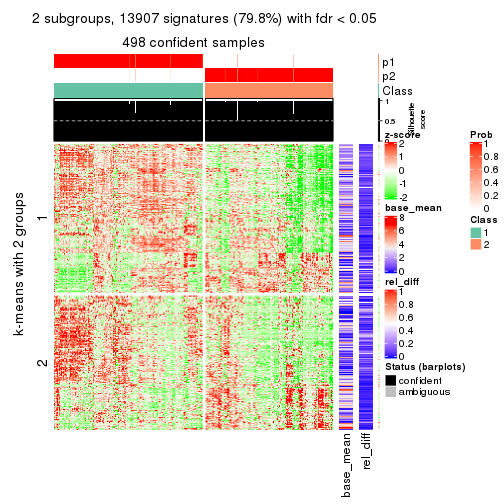 2 subgroups, 13907 signatures (79.8%) with fdr < 0.05
498 confident samples
p1
p2
Class
1
0.5
0
Silhouette
score
k-means with 2 groups
1
2
z-score
2
1
0
-1
-2
base_mean
8
6
4
2
0
rel_diff
1
0.8
0.6
0.4
0.2
0
Status (barplots)
confident
ambiguous
Prob
1
0.8
0.6
0.4
0.2
0
Class
1
2
base_mean
rel_diff